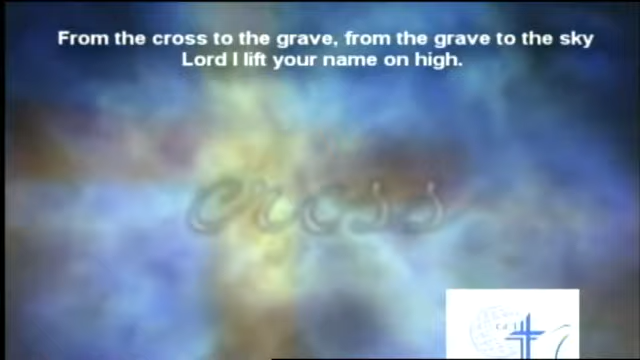 From the cross to the grave, from the grave to the sky
Lord I lift your name on high.
cross